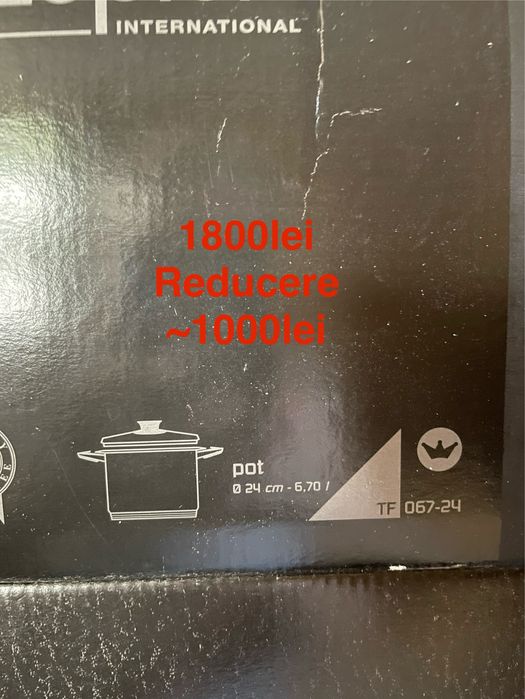 INTERNATIONAL
1800lei
Reducere
~1000lei
pot
Ø 24 cm - 6,70 l
TF 067-24